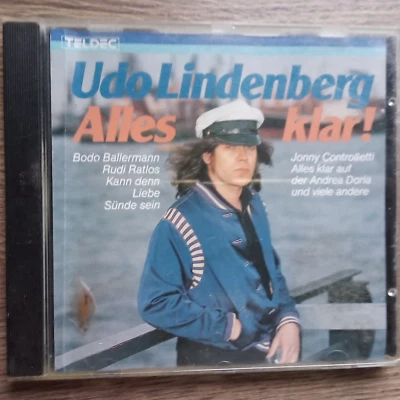 TELDEC
Udo Lindenberg
Alles klar!
Bodo Ballermann
Rudi Ratlos
Kann denn
Liebe
Sünde sein
Jonny Controlletti
Alles klar auf
der Andrea Doria
und viele andere